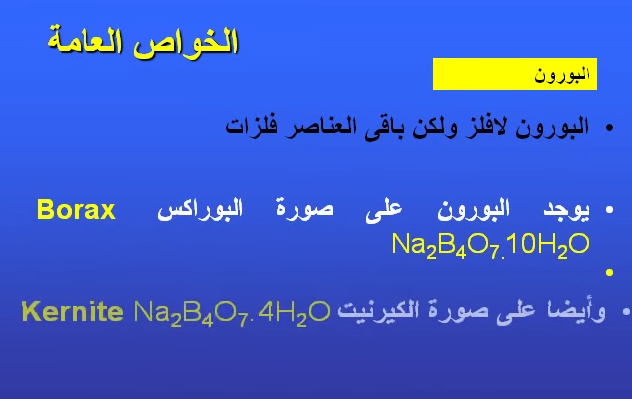 الخواص العامة
البورون
• البورون لافلز ولكن باقى العناصر فلزات
• يوجد البورون على صورة البوراكس Borax
Na₂B₄O₇.10H₂O
•
• وأيضا على صورة الكيرنيت Kernite Na₂B₄O₇.4H₂O